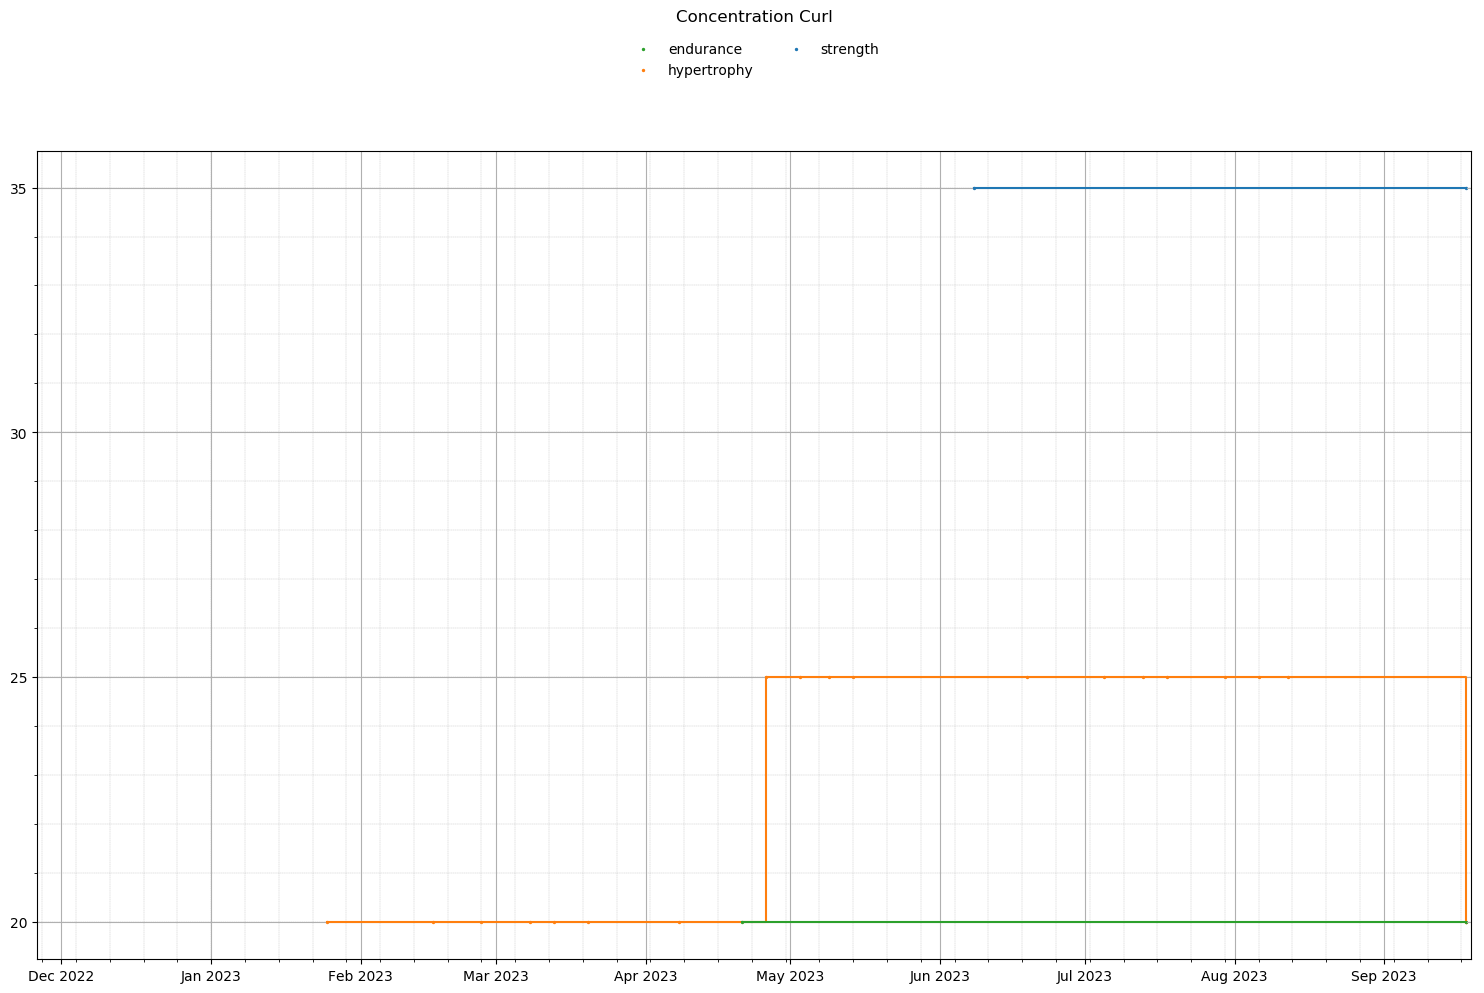 Concentration Curl
endurance
hypertrophy
strength
35
30
25
20
Dec 2022
Jan 2023
Feb 2023
Mar 2023
Apr 2023
May 2023
Jun 2023
Jul 2023
Aug 2023
Sep 2023